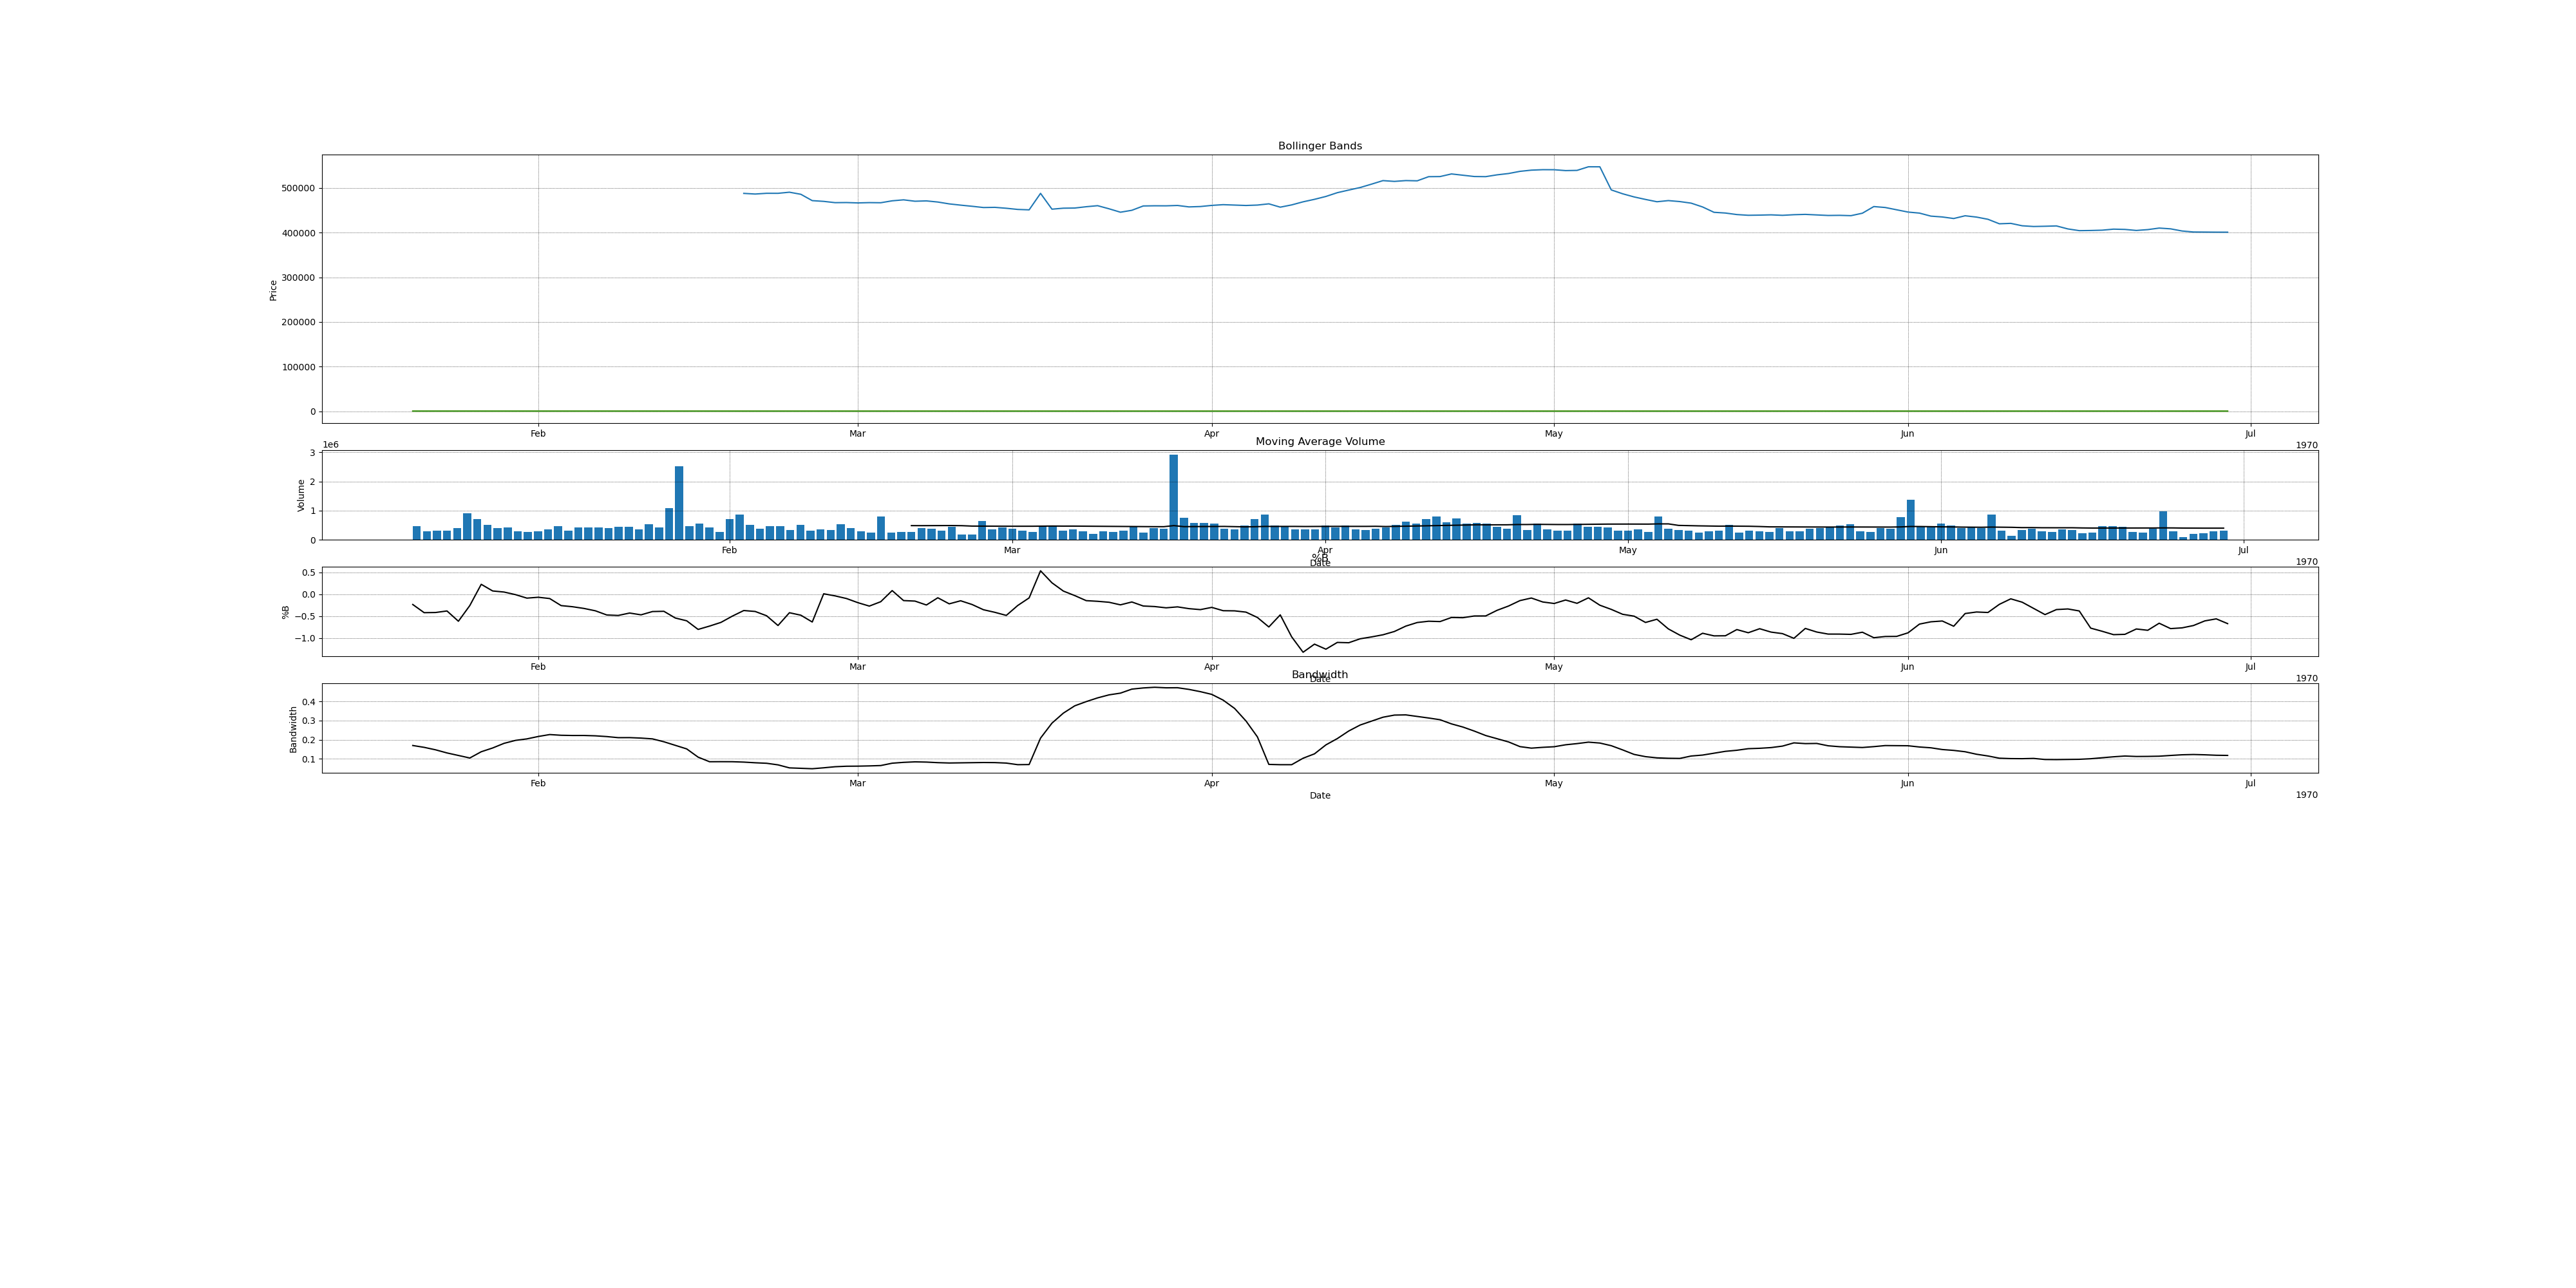 Bollinger Bands
Price
500000
400000
300000
200000
100000
0
Feb Mar Apr May Jun Jul
1970
1e6
Moving Average Volume
Volume
3
2
1
0
Feb Mar Apr May Jun Jul
Date
1970
%B
%B
0.5
0.0
−0.5
−1.0
Feb Mar Apr May Jun Jul
Date
1970
Bandwidth
Bandwidth
0.4
0.3
0.2
0.1
Feb Mar Apr May Jun Jul
Date
1970